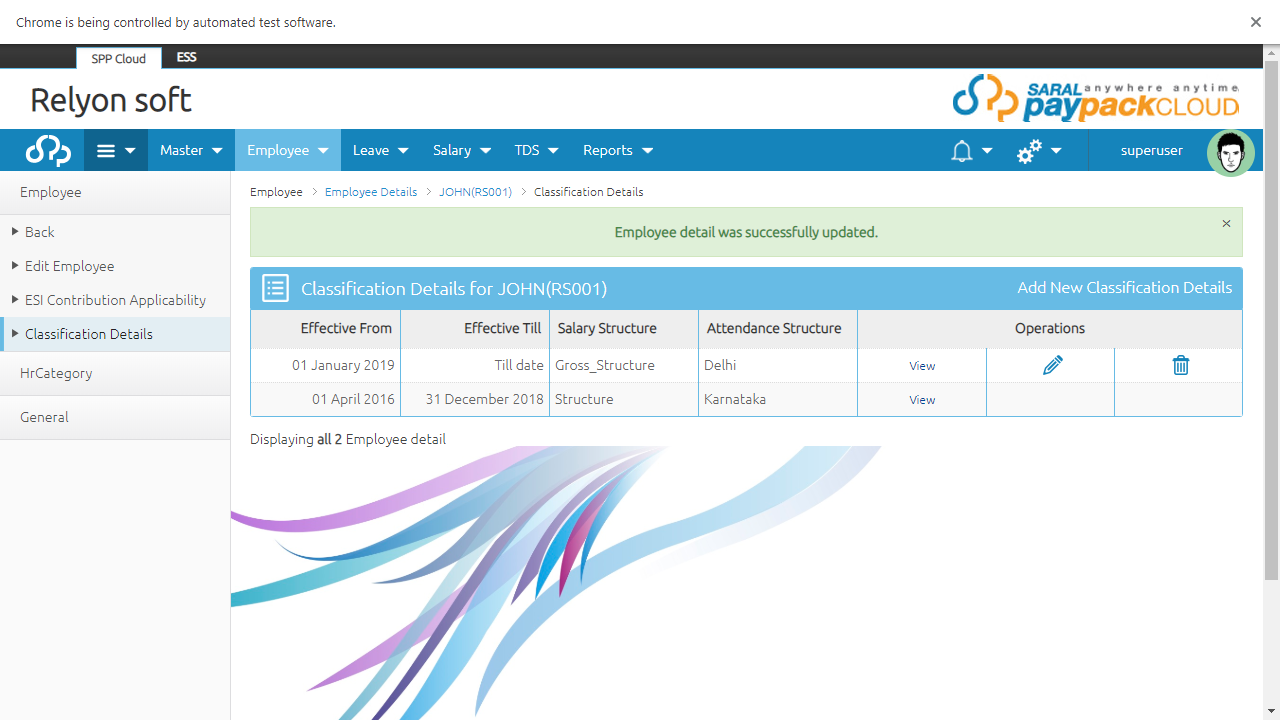 Chrome is being controlled by automated test software.
SPP Cloud ESS
Relyon soft
SARAL anywhere anytime
paypackCLOUD
Master Employee Leave Salary TDS Reports superuser
Employee
Back
Edit Employee
ESI Contribution Applicability
Classification Details
HrCategory
General
Employee Employee Details JOHN(RS001) Classification Details
Employee detail was successfully updated. ×
Classification Details for JOHN(RS001) Add New Classification Details
Effective From Effective Till Salary Structure Attendance Structure Operations
01 January 2019 Till date Gross_Structure Delhi View
01 April 2016 31 December 2018 Structure Karnataka View
Displaying all 2 Employee detail